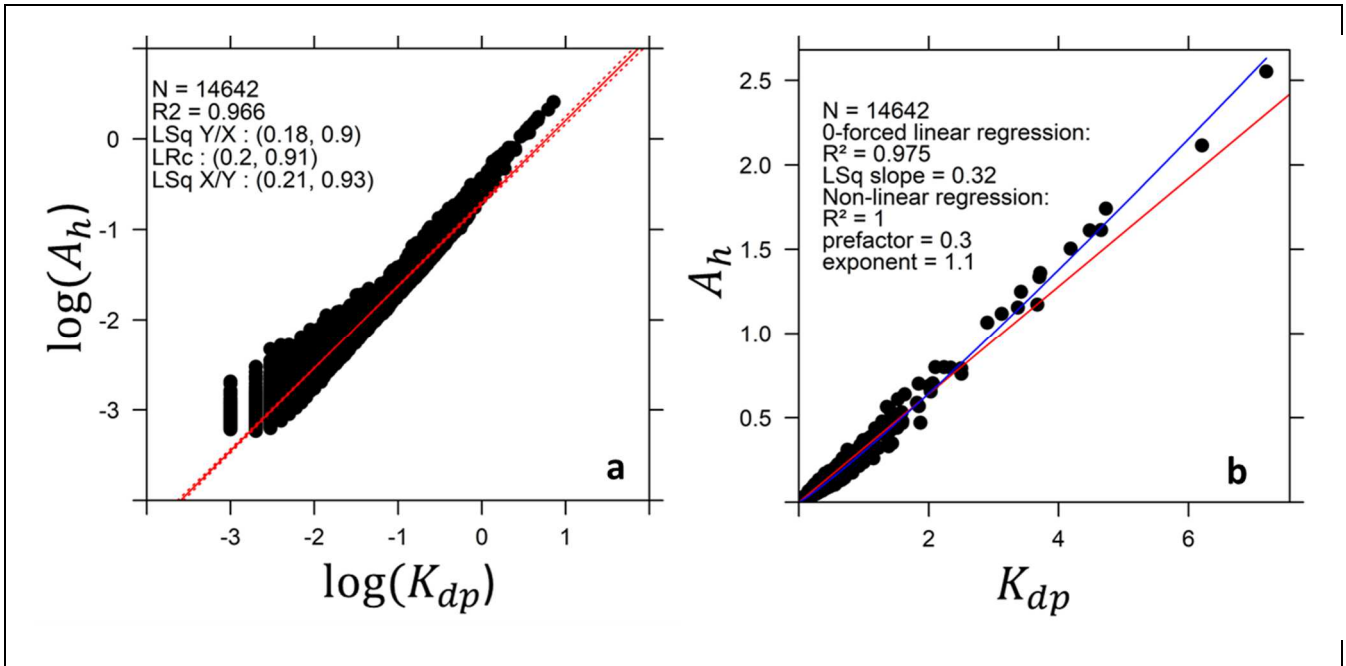 N = 14642
R2 = 0.966
LSq Y/X : (0.18, 0.9)
LRc : (0.2, 0.91)
LSq X/Y : (0.21, 0.93)
0
-1
-2
-3
log(A_h)
a
-3 -2 -1 0 1
log(K_dp)
N = 14642
0-forced linear regression:
R² = 0.975
LSq slope = 0.32
Non-linear regression:
R² = 1
prefactor = 0.3
exponent = 1.1
2.5
2.0
1.5
1.0
0.5
A_h
b
2 4 6
K_dp